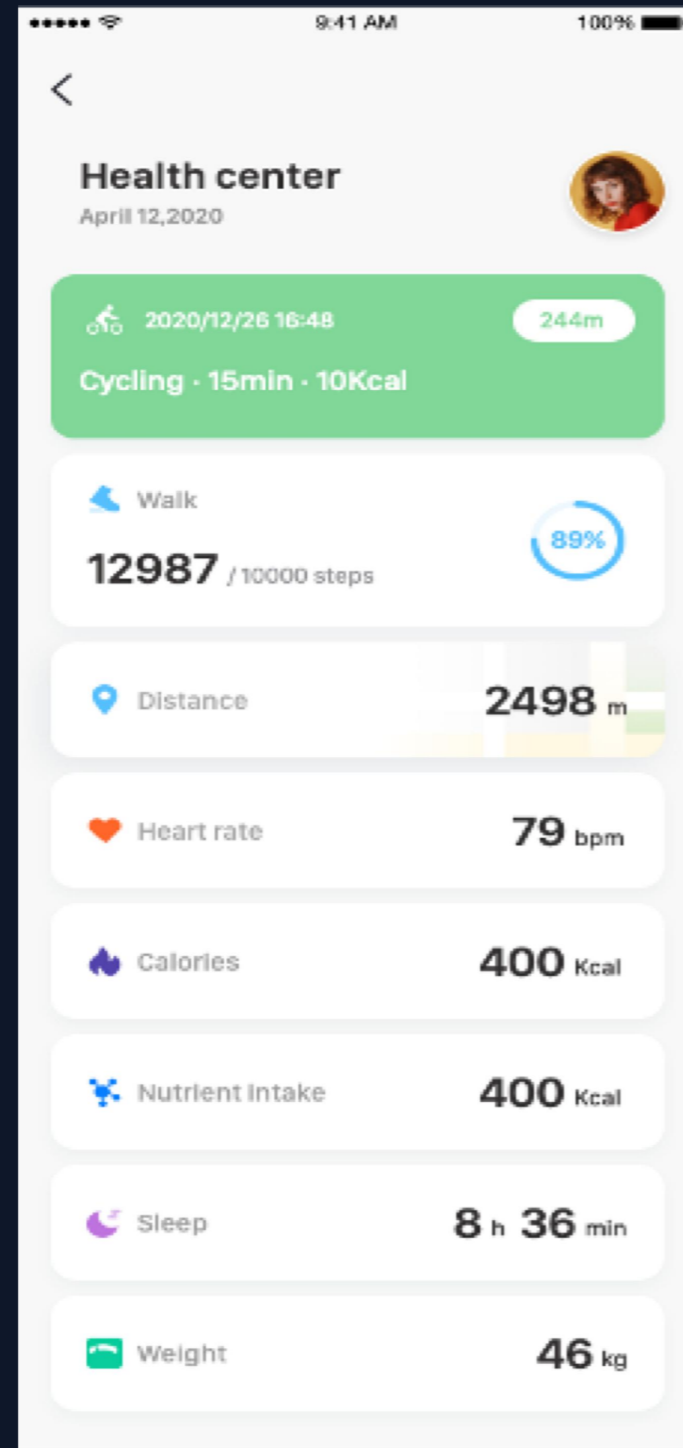 9:41 AM 100%
Health center
April 12,2020
2020/12/26 16:48 244m
Cycling · 15min · 10Kcal
Walk
89%
12987 / 10000 steps
Distance 2498 m
Heart rate 79 bpm
Calories 400 Kcal
Nutrient intake 400 Kcal
Sleep 8 h 36 min
Weight 46 kg